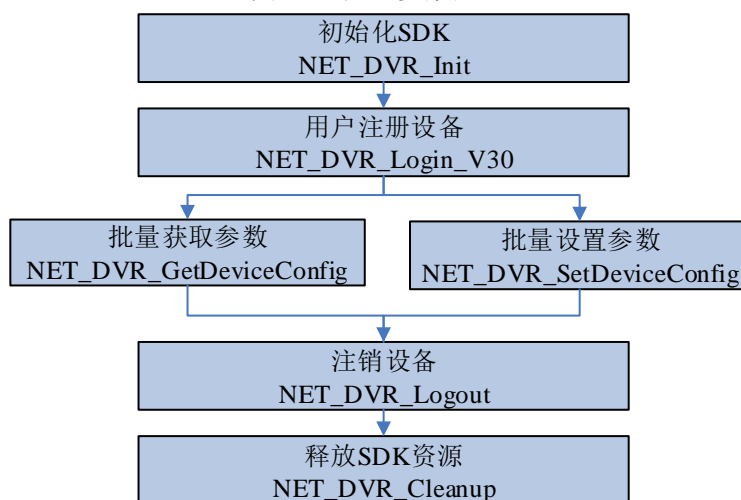 初始化SDK
NET_DVR_Init
用户注册设备
NET_DVR_Login_V30
批量获取参数
NET_DVR_GetDeviceConfig
批量设置参数
NET_DVR_SetDeviceConfig
注销设备
NET_DVR_Logout
释放SDK资源
NET_DVR_Cleanup